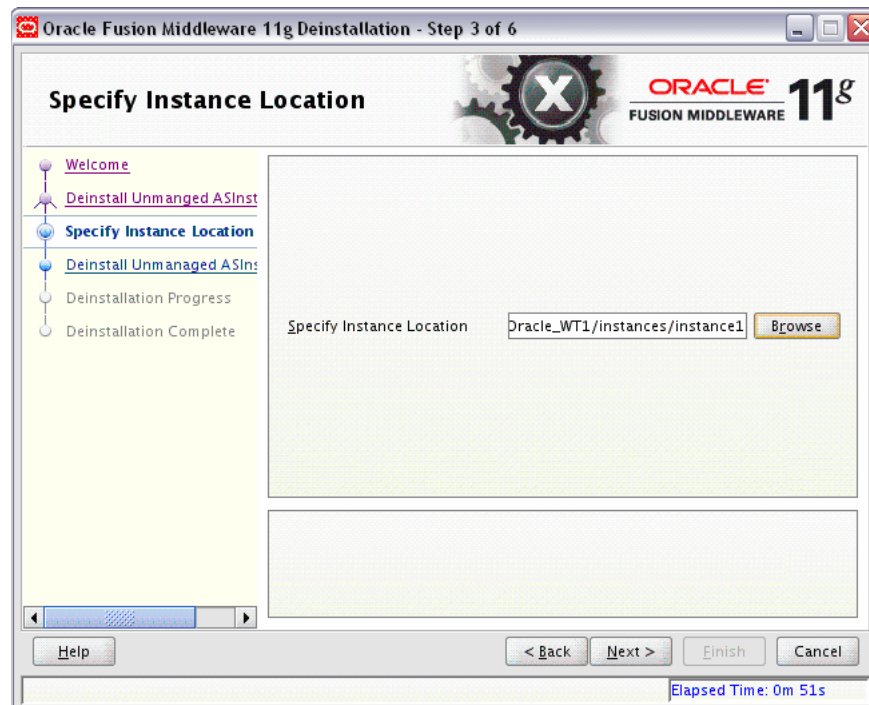 Oracle Fusion Middleware 11g Deinstallation - Step 3 of 6
Specify Instance Location
ORACLE
FUSION MIDDLEWARE
11g
Welcome
Deinstall Unmanged ASInst
Specify Instance Location
Deinstall Unmanaged ASIns
Deinstallation Progress
Deinstallation Complete
Specify Instance Location
Oracle_WT1/instances/instance1
Browse
Help
< Back
Next >
Finish
Cancel
Elapsed Time: 0m 51s